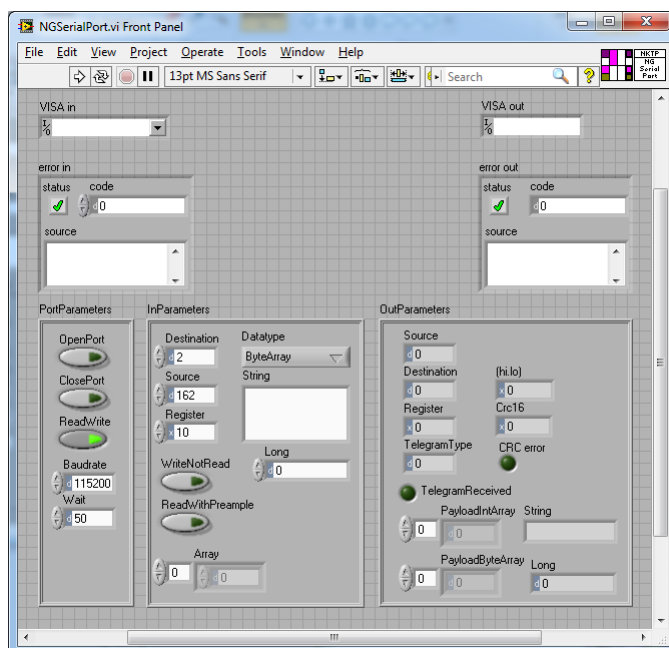 NGSerialPort.vi Front Panel
File Edit View Project Operate Tools Window Help
13pt MS Sans Serif
Search
NKTP
NG
Serial
Port
VISA in
I/O
VISA out
I/O
error in
status code
d 0
source
error out
status code
d 0
source
PortParameters
OpenPort
ClosePort
ReadWrite
Baudrate
d 115200
Wait
d 50
InParameters
Destination
d 2
Source
d 162
Register
x 10
WriteNotRead
ReadWithPreample
Array
0 d 0
Datatype
ByteArray
String
Long
d 0
OutParameters
Source
d 0
Destination (hi.lo)
d 0 x 0
Register Crc16
x 0 x 0
TelegramType CRC error
d 0
TelegramReceived
PayloadIntArray String
0 d 0
PayloadByteArray Long
0 d 0 d 0